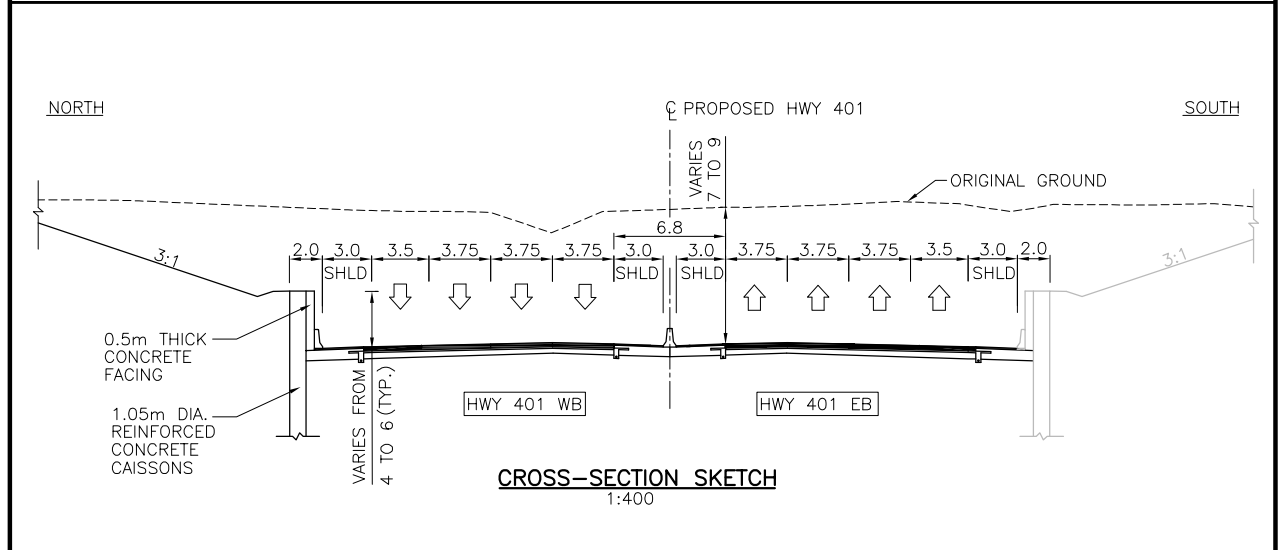 NORTH
℄ PROPOSED HWY 401
SOUTH
VARIES
7 TO 9
ORIGINAL GROUND
6.8
2.0 3.0 3.5 3.75 3.75 3.75 3.0 3.0 3.75 3.75 3.75 3.5 3.0 2.0
SHLD SHLD SHLD SHLD
3:1
3:1
0.5m THICK
CONCRETE
FACING
1.05m DIA.
REINFORCED
CONCRETE
CAISSONS
VARIES FROM
4 TO 6 (TYP.)
HWY 401 WB
HWY 401 EB
CROSS-SECTION SKETCH
1:400